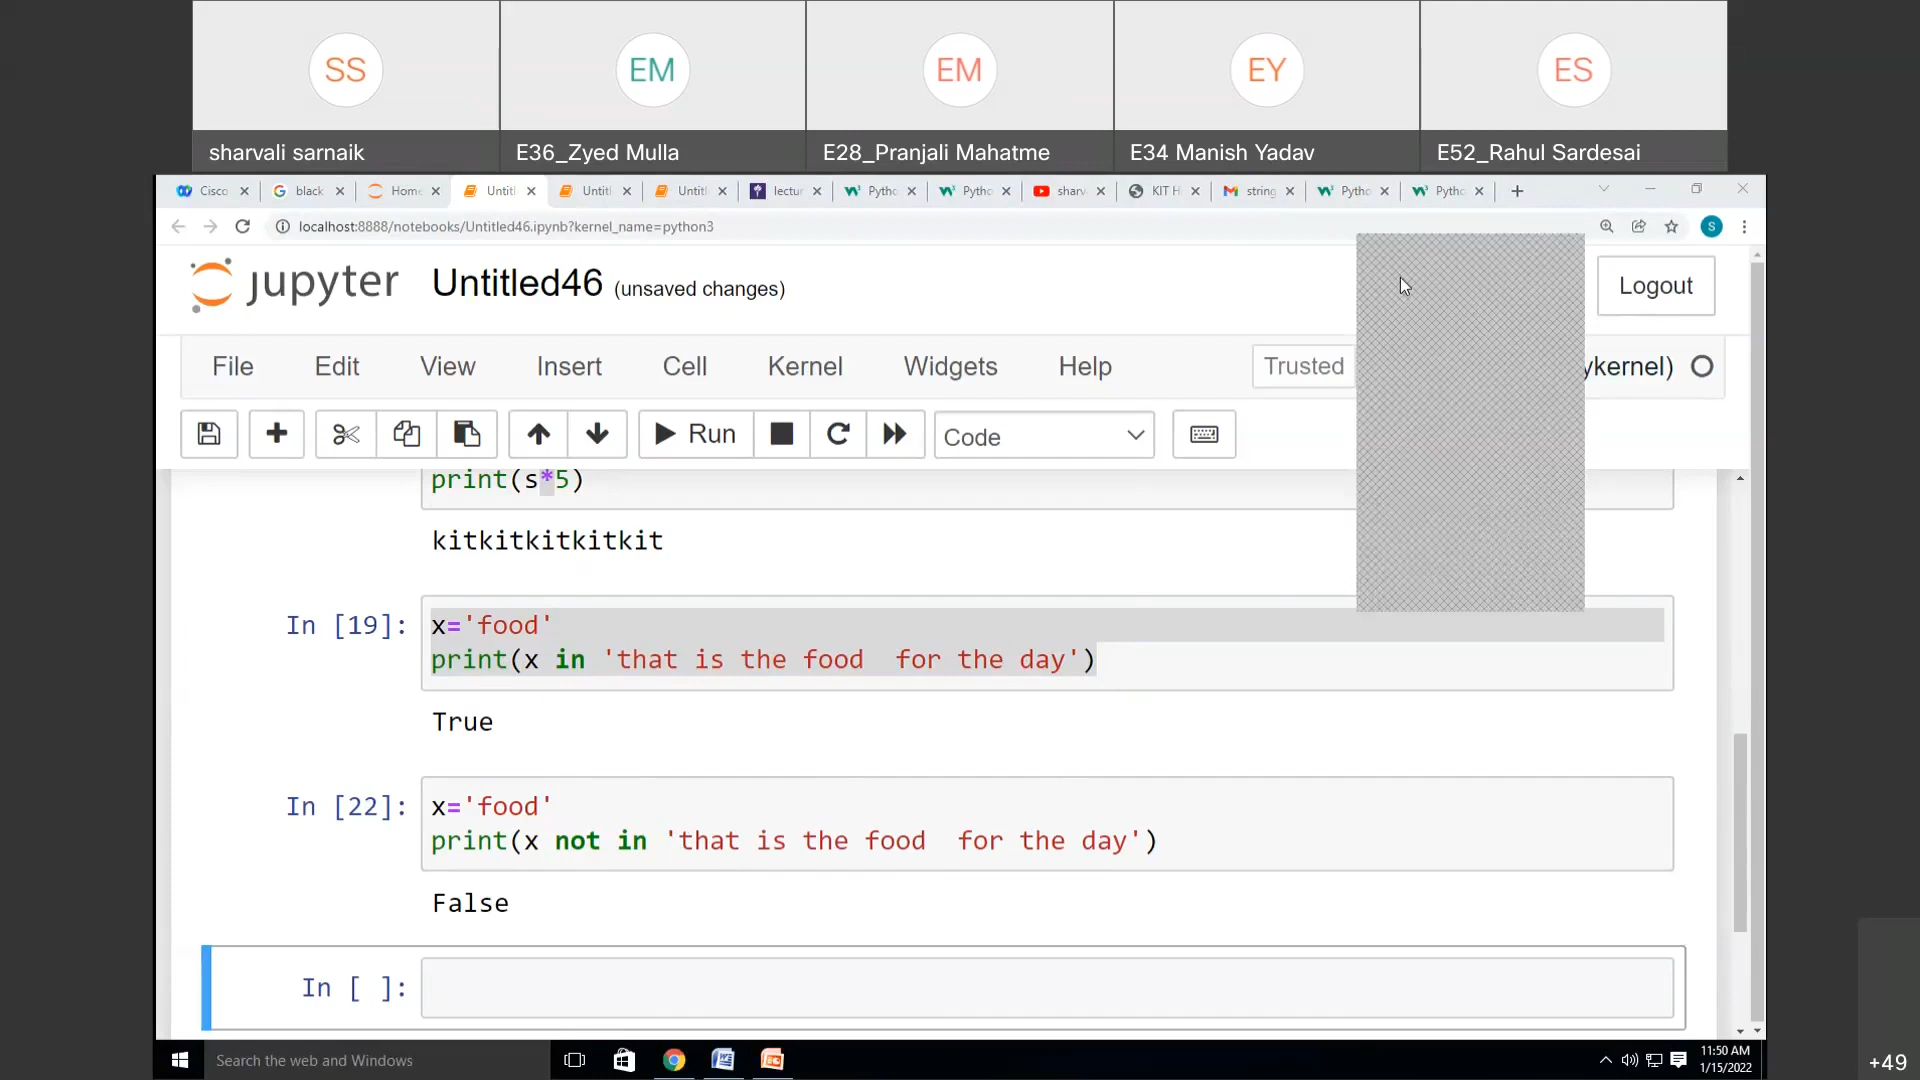 SS
EM
EM
EY
ES
sharvali sarnaik
E36_Zyed Mulla
E28_Pranjali Mahatme
E34 Manish Yadav
E52_Rahul Sardesai
Cisco
black
Home
Untitl
Untitl
Untitl
lectur
Pytho
Pytho
sharv
KIT H
string
Pytho
Pytho
localhost:8888/notebooks/Untitled46.ipynb?kernel_name=python3
S
jupyter Untitled46 (unsaved changes)
Logout
File Edit View Insert Cell Kernel Widgets Help
Trusted
ykernel)
Run
Code
print(s*5)
kitkitkitkitkit
In [19]: x='food'
print(x in 'that is the food  for the day')
True
In [22]: x='food'
print(x not in 'that is the food  for the day')
False
In [ ]:
Search the web and Windows
11:50 AM
1/15/2022
+49